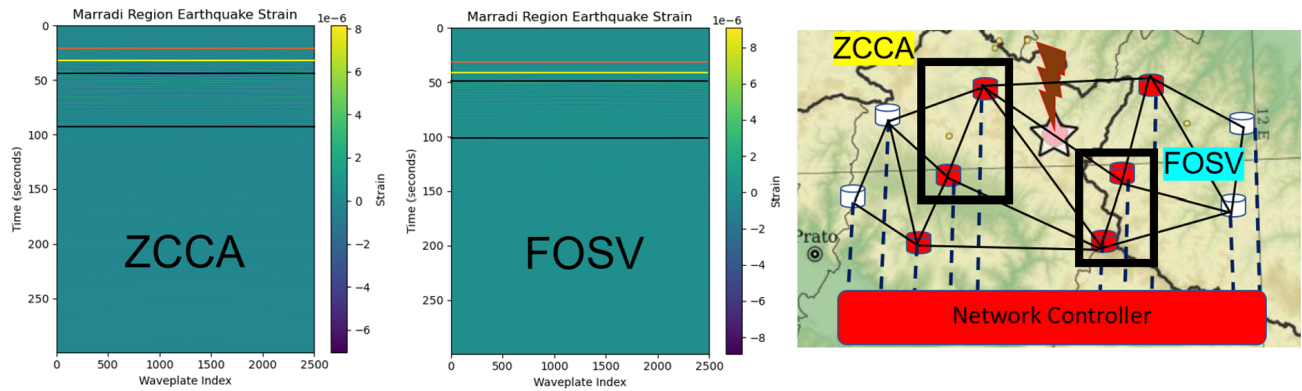 Marradi Region Earthquake Strain
1e−6
0
50
100
150
200
250
Time (seconds)
ZCCA
0
500
1000
1500
2000
2500
Waveplate Index
8
6
4
2
0
−2
−4
−6
Strain
Marradi Region Earthquake Strain
1e−6
0
50
100
150
200
250
Time (seconds)
FOSV
0
500
1000
1500
2000
2500
Waveplate Index
8
6
4
2
0
−2
−4
−6
−8
Strain
ZCCA
FOSV
12 E
Prato
Network Controller